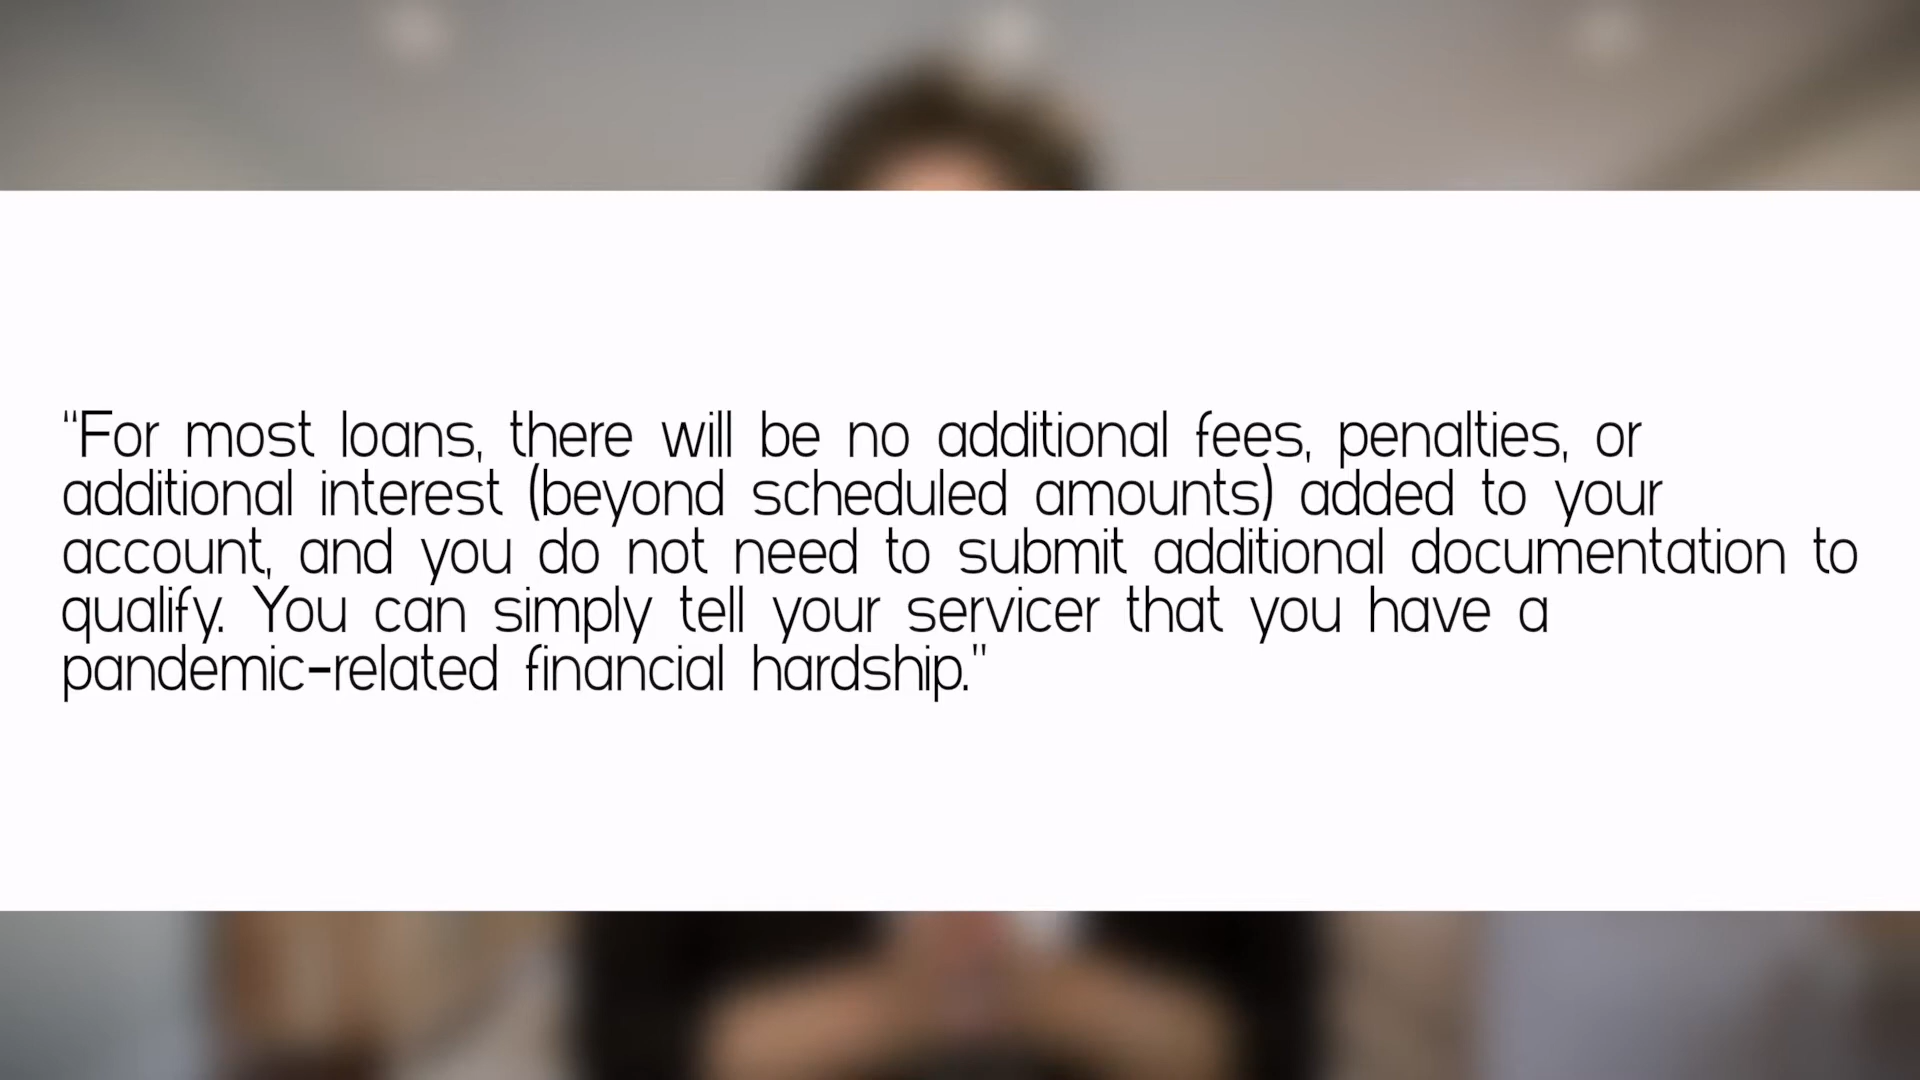 “For most loans, there will be no additional fees, penalties, or
additional interest (beyond scheduled amounts) added to your
account, and you do not need to submit additional documentation to
qualify. You can simply tell your servicer that you have a
pandemic-related financial hardship.”